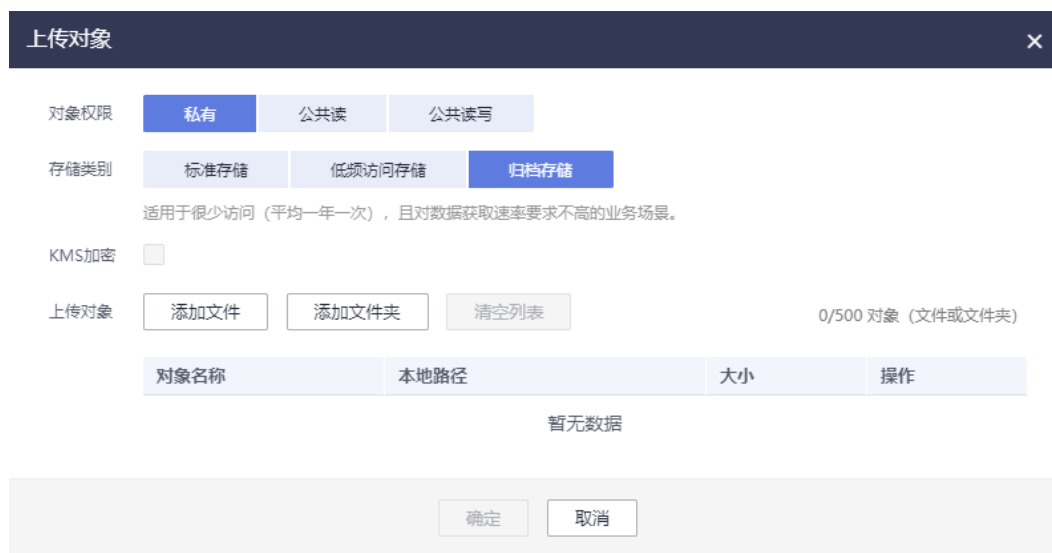 上传对象
对象权限 私有 公共读 公共读写
存储类别 标准存储 低频访问存储 归档存储
适用于很少访问（平均一年一次），且对数据获取速率要求不高的业务场景。
KMS加密
上传对象 添加文件 添加文件夹 清空列表 0/500 对象（文件或文件夹）
对象名称 本地路径 大小 操作
暂无数据
确定 取消